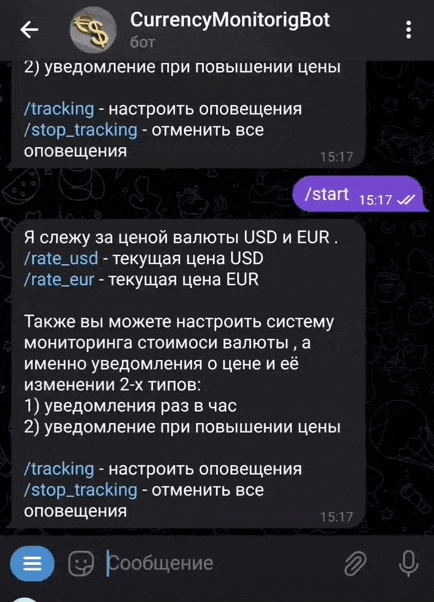 CurrencyMonitorigBot
бот
2) уведомление при повышении цены
/tracking - настроить оповещения
/stop_tracking - отменить все
оповещения
15:17
/start 15:17
Я слежу за ценой валюты USD и EUR .
/rate_usd - текущая цена USD
/rate_eur - текущая цена EUR
Также вы можете настроить систему
мониторинга стоимоси валюты , а
именно уведомления о цене и её
изменении 2-х типов:
1) уведомления раз в час
2) уведомление при повышении цены
/tracking - настроить оповещения
/stop_tracking - отменить все
оповещения
15:17
Сообщение